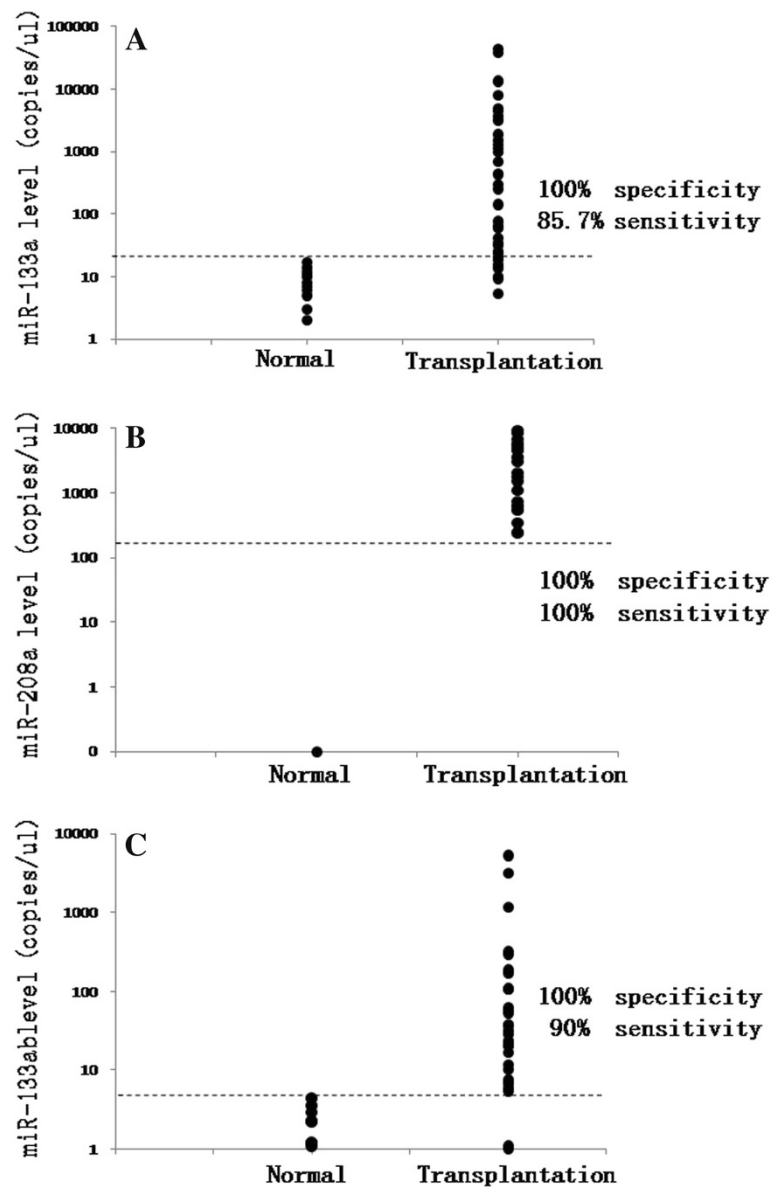 A
miR-133a level (copies/ul)
100000
10000
1000
100
10
1
100% specificity
85.7% sensitivity
Normal Transplantation
B
miR-208a level (copies/ul)
10000
1000
100
10
1
0
100% specificity
100% sensitivity
Normal Transplantation
C
miR-133ablevel (copies/ul)
10000
1000
100
10
1
100% specificity
90% sensitivity
Normal Transplantation